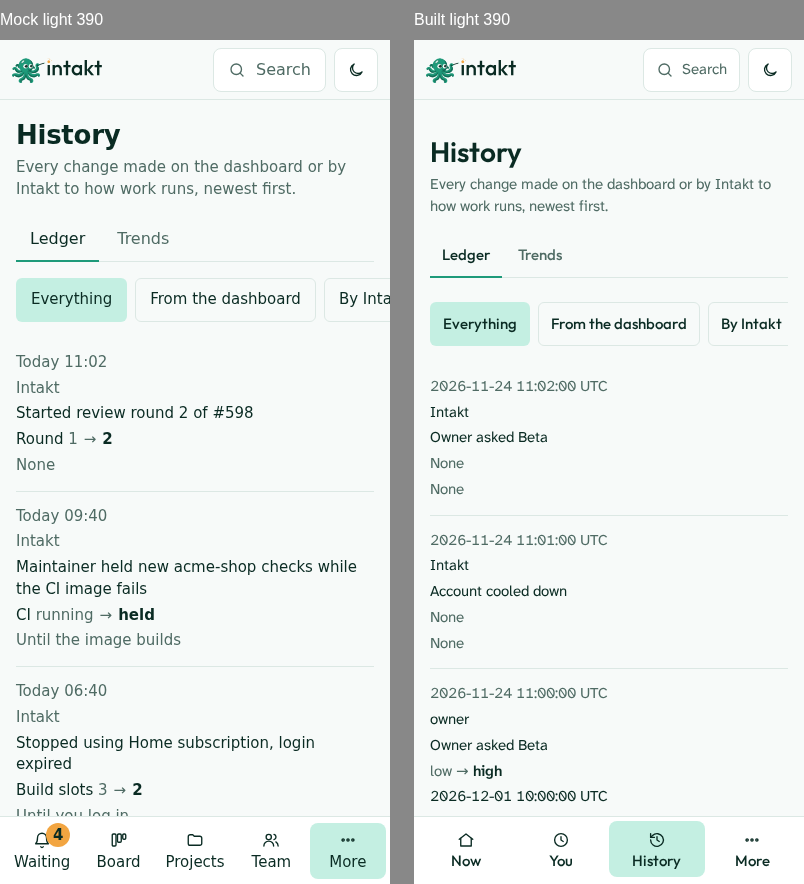 Mock light 390
intakt
Search
History
Every change made on the dashboard or by
Intakt to how work runs, newest first.
Ledger Trends
Everything From the dashboard By Inta
Today 11:02
Intakt
Started review round 2 of #598
Round 1 → 2
None
Today 09:40
Intakt
Maintainer held new acme-shop checks while
the CI image fails
CI running → held
Until the image builds
Today 06:40
Intakt
Stopped using Home subscription, login
expired
Build slots 3 → 2
Until you log in
4
Waiting Board Projects Team More
Built light 390
intakt
Search
History
Every change made on the dashboard or by Intakt to
how work runs, newest first.
Ledger Trends
Everything From the dashboard By Intakt
2026-11-24 11:02:00 UTC
Intakt
Owner asked Beta
None
None
2026-11-24 11:01:00 UTC
Intakt
Account cooled down
None
None
2026-11-24 11:00:00 UTC
owner
Owner asked Beta
low → high
2026-12-01 10:00:00 UTC
Now You History More